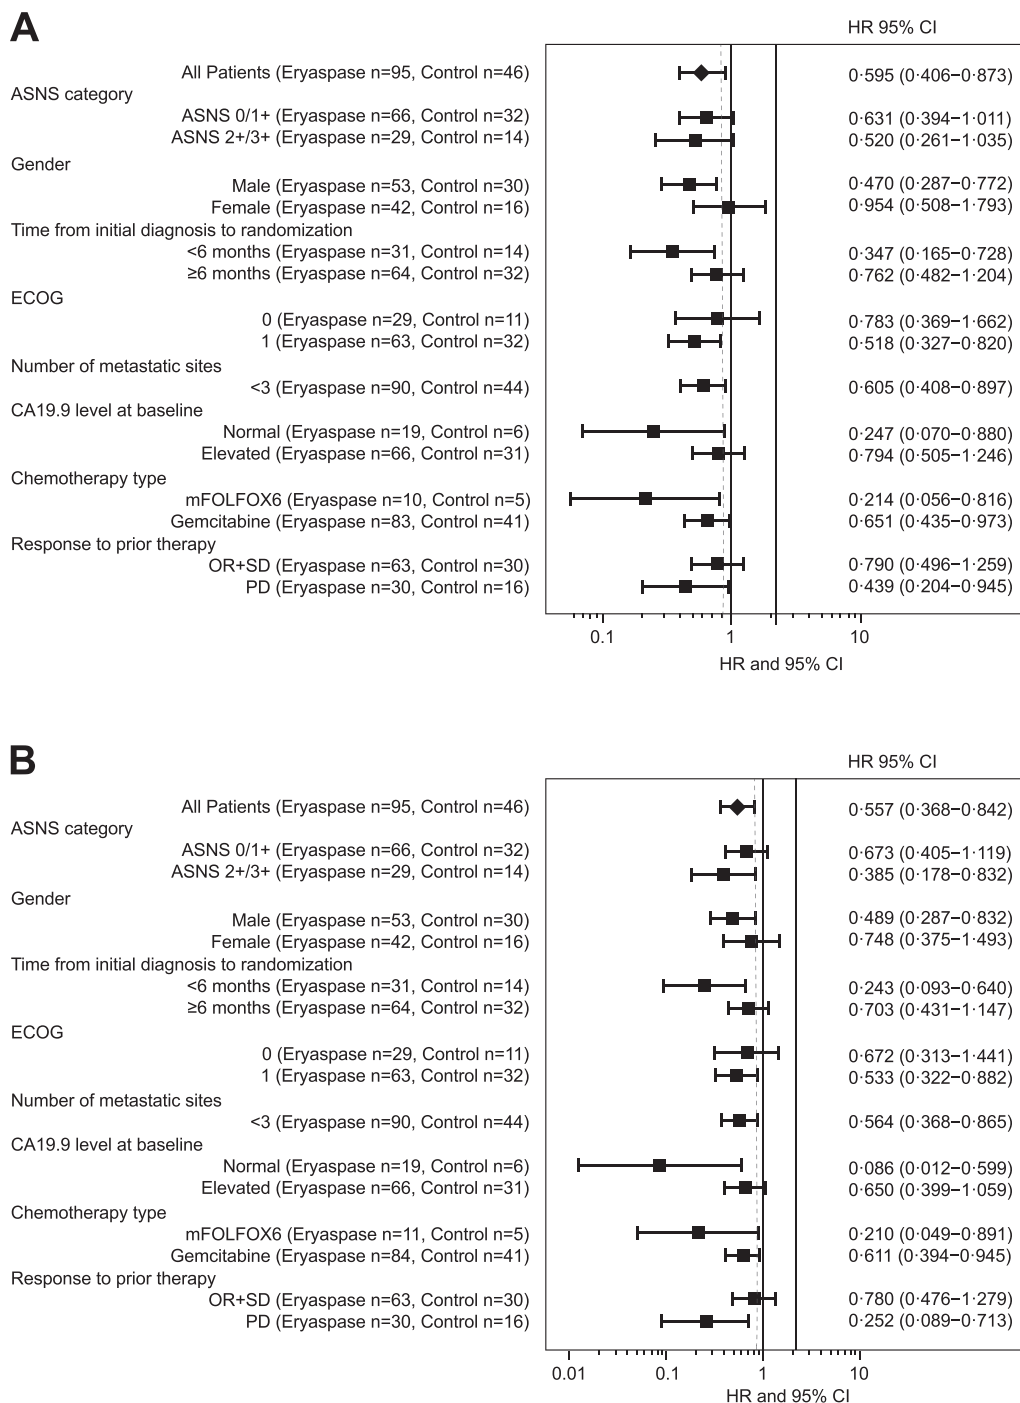 A
HR 95% CI
All Patients (Eryaspase n=95, Control n=46) 0·595 (0·406–0·873)
ASNS category
ASNS 0/1+ (Eryaspase n=66, Control n=32) 0·631 (0·394–1·011)
ASNS 2+/3+ (Eryaspase n=29, Control n=14) 0·520 (0·261–1·035)
Gender
Male (Eryaspase n=53, Control n=30) 0·470 (0·287–0·772)
Female (Eryaspase n=42, Control n=16) 0·954 (0·508–1·793)
Time from initial diagnosis to randomization
<6 months (Eryaspase n=31, Control n=14) 0·347 (0·165–0·728)
≥6 months (Eryaspase n=64, Control n=32) 0·762 (0·482–1·204)
ECOG
0 (Eryaspase n=29, Control n=11) 0·783 (0·369–1·662)
1 (Eryaspase n=63, Control n=32) 0·518 (0·327–0·820)
Number of metastatic sites
<3 (Eryaspase n=90, Control n=44) 0·605 (0·408–0·897)
CA19.9 level at baseline
Normal (Eryaspase n=19, Control n=6) 0·247 (0·070–0·880)
Elevated (Eryaspase n=66, Control n=31) 0·794 (0·505–1·246)
Chemotherapy type
mFOLFOX6 (Eryaspase n=10, Control n=5) 0·214 (0·056–0·816)
Gemcitabine (Eryaspase n=83, Control n=41) 0·651 (0·435–0·973)
Response to prior therapy
OR+SD (Eryaspase n=63, Control n=30) 0·790 (0·496–1·259)
PD (Eryaspase n=30, Control n=16) 0·439 (0·204–0·945)
0.1 1 10
HR and 95% CI
B
HR 95% CI
All Patients (Eryaspase n=95, Control n=46) 0·557 (0·368–0·842)
ASNS category
ASNS 0/1+ (Eryaspase n=66, Control n=32) 0·673 (0·405–1·119)
ASNS 2+/3+ (Eryaspase n=29, Control n=14) 0·385 (0·178–0·832)
Gender
Male (Eryaspase n=53, Control n=30) 0·489 (0·287–0·832)
Female (Eryaspase n=42, Control n=16) 0·748 (0·375–1·493)
Time from initial diagnosis to randomization
<6 months (Eryaspase n=31, Control n=14) 0·243 (0·093–0·640)
≥6 months (Eryaspase n=64, Control n=32) 0·703 (0·431–1·147)
ECOG
0 (Eryaspase n=29, Control n=11) 0·672 (0·313–1·441)
1 (Eryaspase n=63, Control n=32) 0·533 (0·322–0·882)
Number of metastatic sites
<3 (Eryaspase n=90, Control n=44) 0·564 (0·368–0·865)
CA19.9 level at baseline
Normal (Eryaspase n=19, Control n=6) 0·086 (0·012–0·599)
Elevated (Eryaspase n=66, Control n=31) 0·650 (0·399–1·059)
Chemotherapy type
mFOLFOX6 (Eryaspase n=11, Control n=5) 0·210 (0·049–0·891)
Gemcitabine (Eryaspase n=84, Control n=41) 0·611 (0·394–0·945)
Response to prior therapy
OR+SD (Eryaspase n=63, Control n=30) 0·780 (0·476–1·279)
PD (Eryaspase n=30, Control n=16) 0·252 (0·089–0·713)
0.01 0.1 1 10
HR and 95% CI